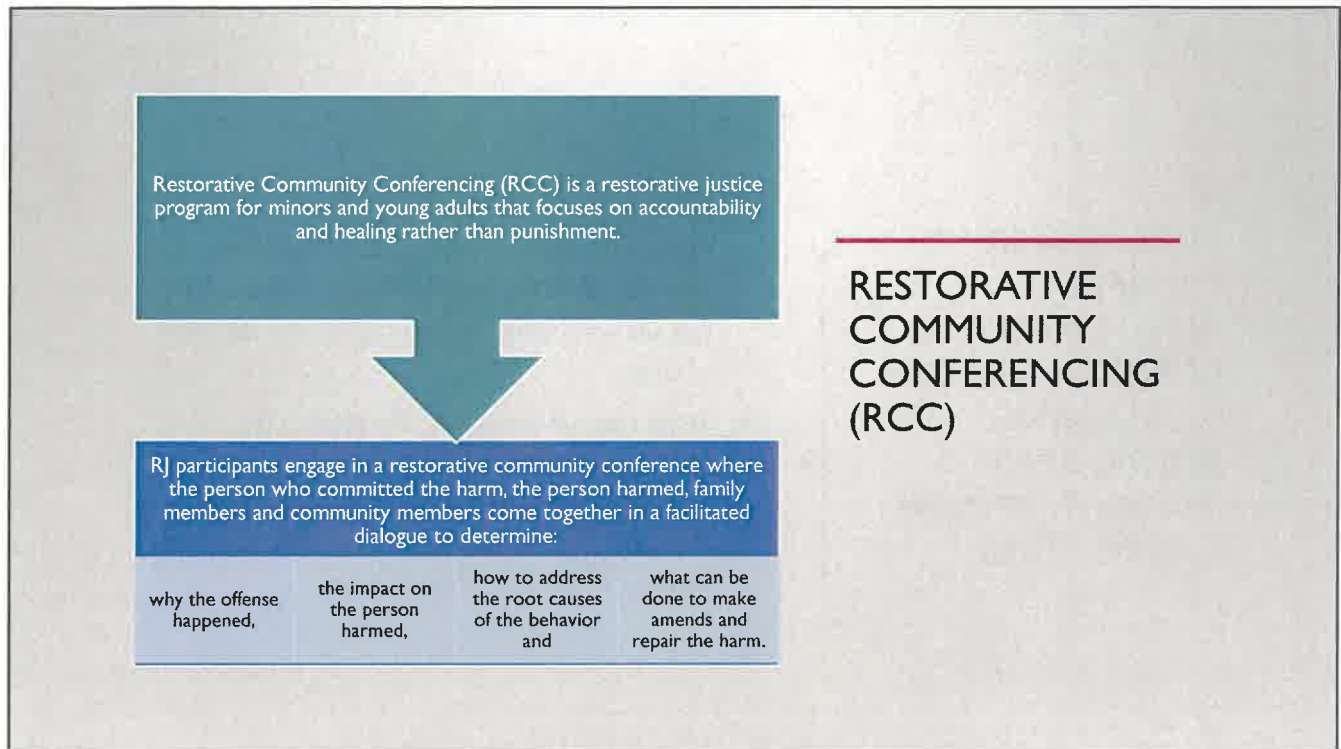 Restorative Community Conferencing (RCC) is a restorative justice
program for minors and young adults that focuses on accountability
and healing rather than punishment.
RJ participants engage in a restorative community conference where
the person who committed the harm, the person harmed, family
members and community members come together in a facilitated
dialogue to determine:
why the offense
happened,
the impact on
the person
harmed,
how to address
the root causes
of the behavior
and
what can be
done to make
amends and
repair the harm.
RESTORATIVE
COMMUNITY
CONFERENCING
(RCC)